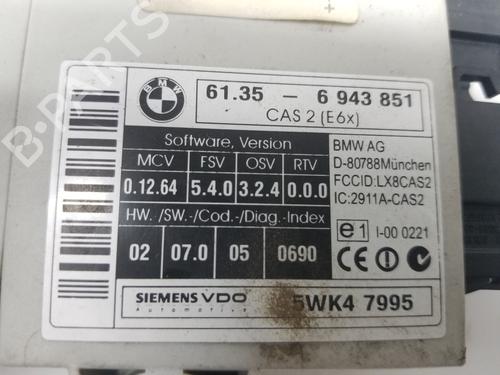 BMW
61.35 – 6 943 851
CAS 2 (E6x)
Software, Version
MCV FSV OSV RTV
0.12.64 5.4.0 3.2.4 0.0.0
HW. /SW.-/Cod.-/Diag.-Index
02 07.0 05 0690
BMW AG
D-80788München
FCCID:LX8CAS2
IC:2911A-CAS2
e1 I-00 0221
CE
SIEMENS VDO
Automotive
5WK4 7995
B-PARTS